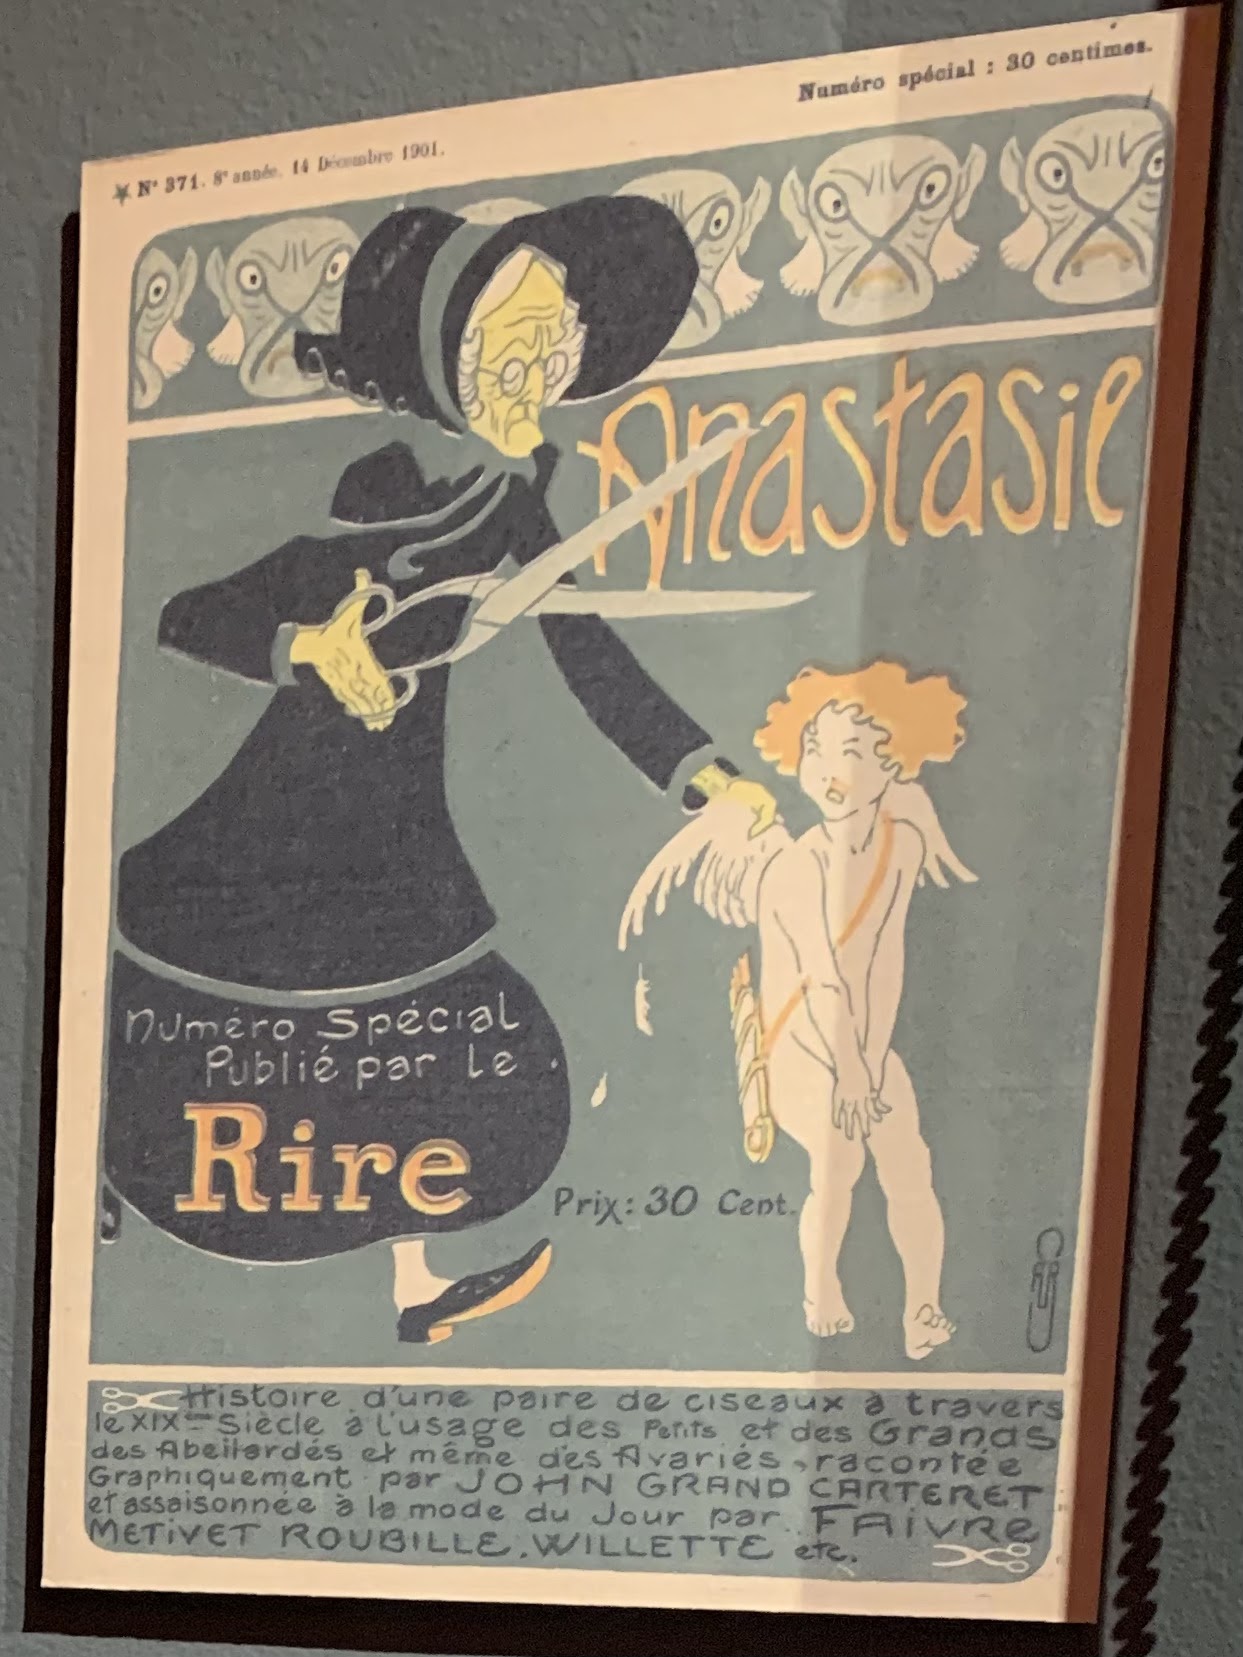 N° 371. 8e année. 14 Décembre 1901.
Numéro spécial : 30 centimes.
Anastasie
Numéro Spécial
Publié par le
Rire
Prix: 30 Cent.
Histoire d'une paire de ciseaux à travers
le XIXme Siècle à l'usage des Petits et des Grands
des Abeilardés et même des Avariés, racontée
Graphiquement par JOHN GRAND CARTERET
et assaisonnée à la mode du Jour par FAIVRE
METIVET ROUBILLE, WILLETTE etc.